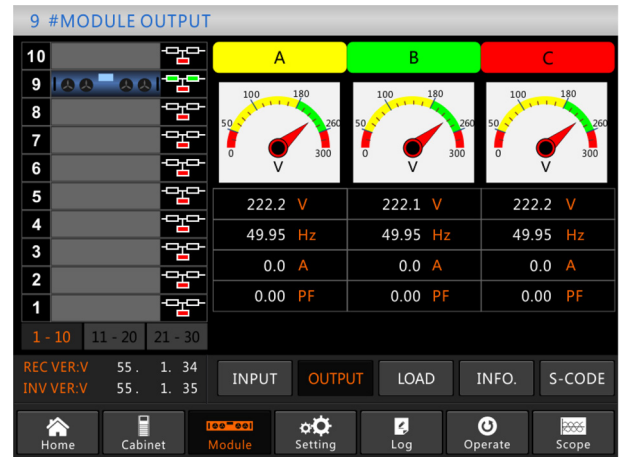 9 #MODULE OUTPUT
10
9
8
7
6
5
4
3
2
1
1 - 10 11 - 20 21 - 30
A B C
100 180 100 180 100 180
50 260 50 260 50 260
0 300 0 300 0 300
V V V
222.2 V 222.1 V 222.2 V
49.95 Hz 49.95 Hz 49.95 Hz
0.0 A 0.0 A 0.0 A
0.00 PF 0.00 PF 0.00 PF
REC VER:V 55. 1. 34
INV VER:V 55. 1. 35
INPUT OUTPUT LOAD INFO. S-CODE
Home Cabinet Module Setting Log Operate Scope